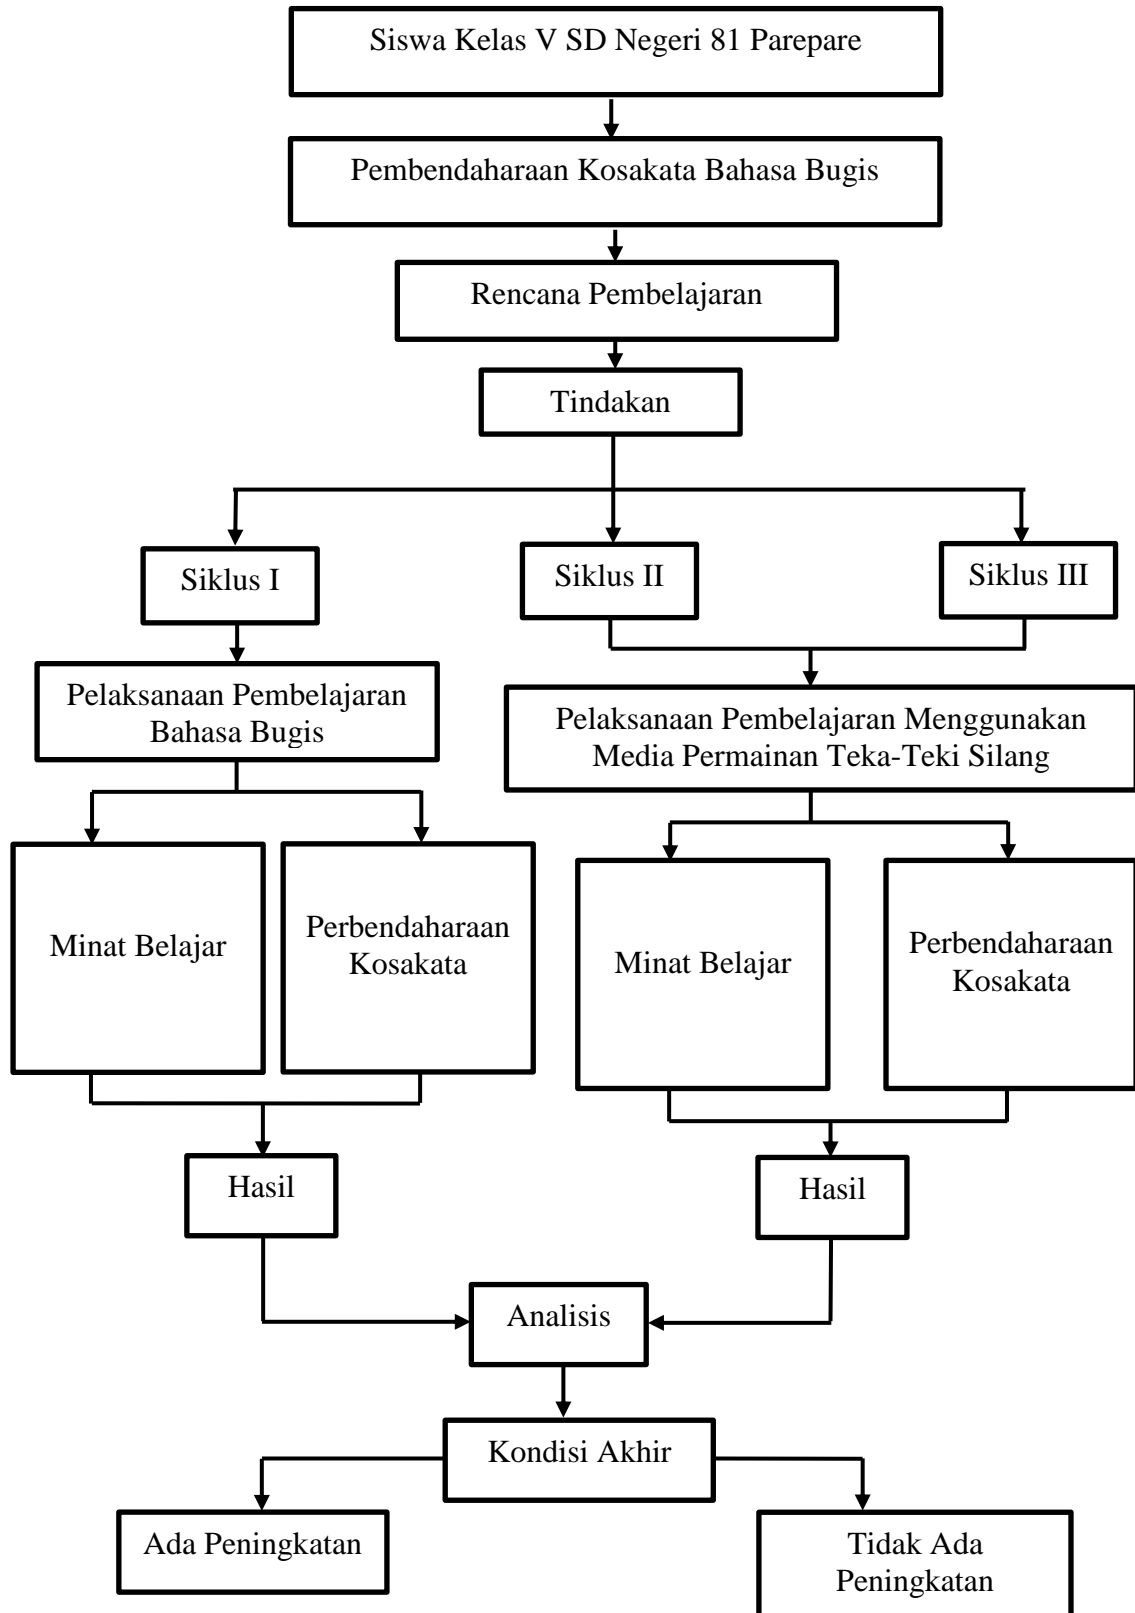 Siswa Kelas V SD Negeri 81 Parepare
Pembendaharaan Kosakata Bahasa Bugis
Rencana Pembelajaran
Tindakan
Siklus I
Siklus II
Siklus III
Pelaksanaan Pembelajaran
Bahasa Bugis
Pelaksanaan Pembelajaran Menggunakan
Media Permainan Teka-Teki Silang
Minat Belajar
Perbendaharaan
Kosakata
Minat Belajar
Perbendaharaan
Kosakata
Hasil
Hasil
Analisis
Kondisi Akhir
Ada Peningkatan
Tidak Ada
Peningkatan